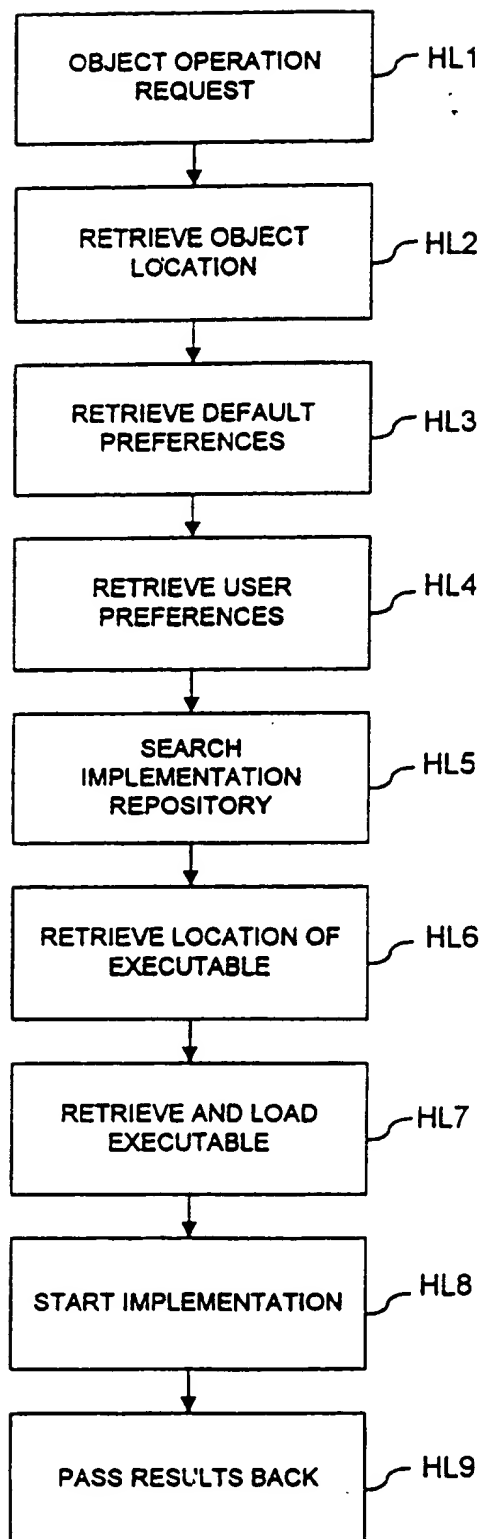 OBJECT OPERATION
REQUEST
HL1
RETRIEVE OBJECT
LOCATION
HL2
RETRIEVE DEFAULT
PREFERENCES
HL3
RETRIEVE USER
PREFERENCES
HL4
SEARCH
IMPLEMENTATION
REPOSITORY
HL5
RETRIEVE LOCATION OF
EXECUTABLE
HL6
RETRIEVE AND LOAD
EXECUTABLE
HL7
START IMPLEMENTATION
HL8
PASS RESULTS BACK
HL9